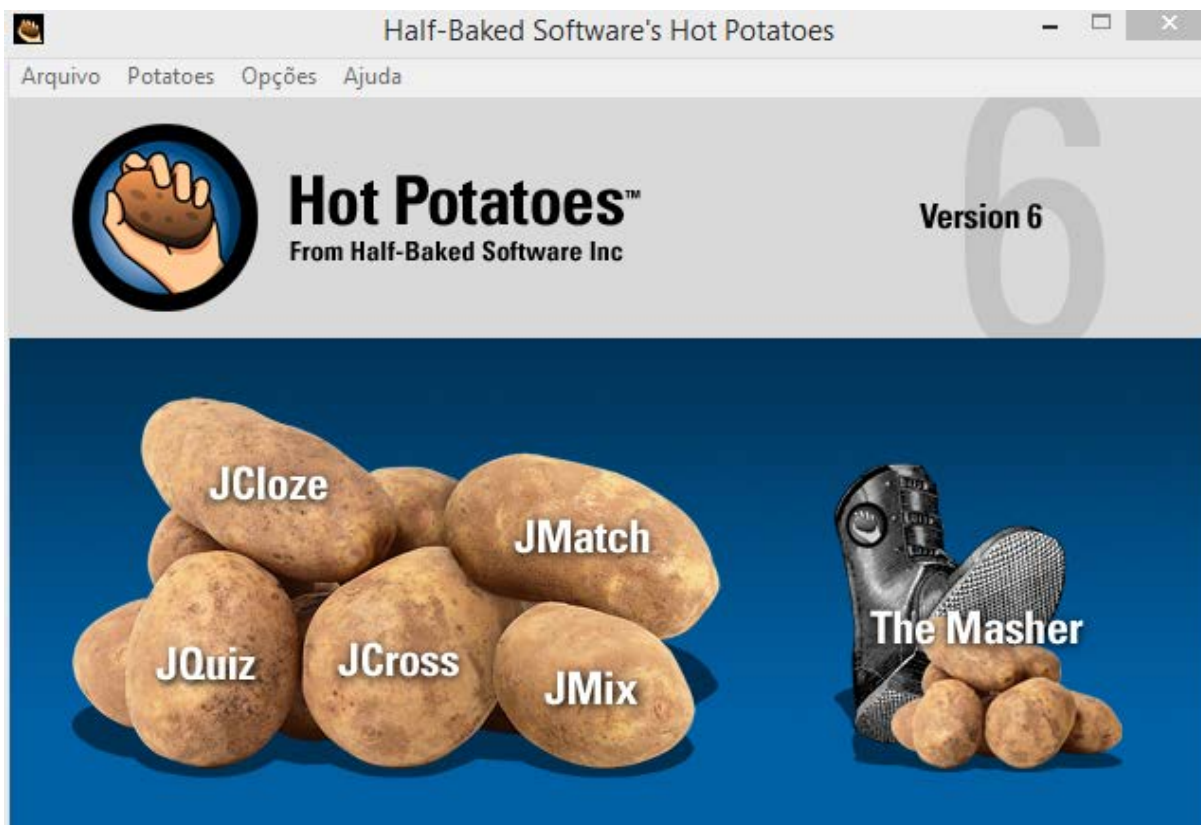 Half-Baked Software's Hot Potatoes
Arquivo Potatoes Opções Ajuda
Hot Potatoes™
From Half-Baked Software Inc
Version 6
6
JCloze
JMatch
JQuiz
JCross
JMix
The Masher